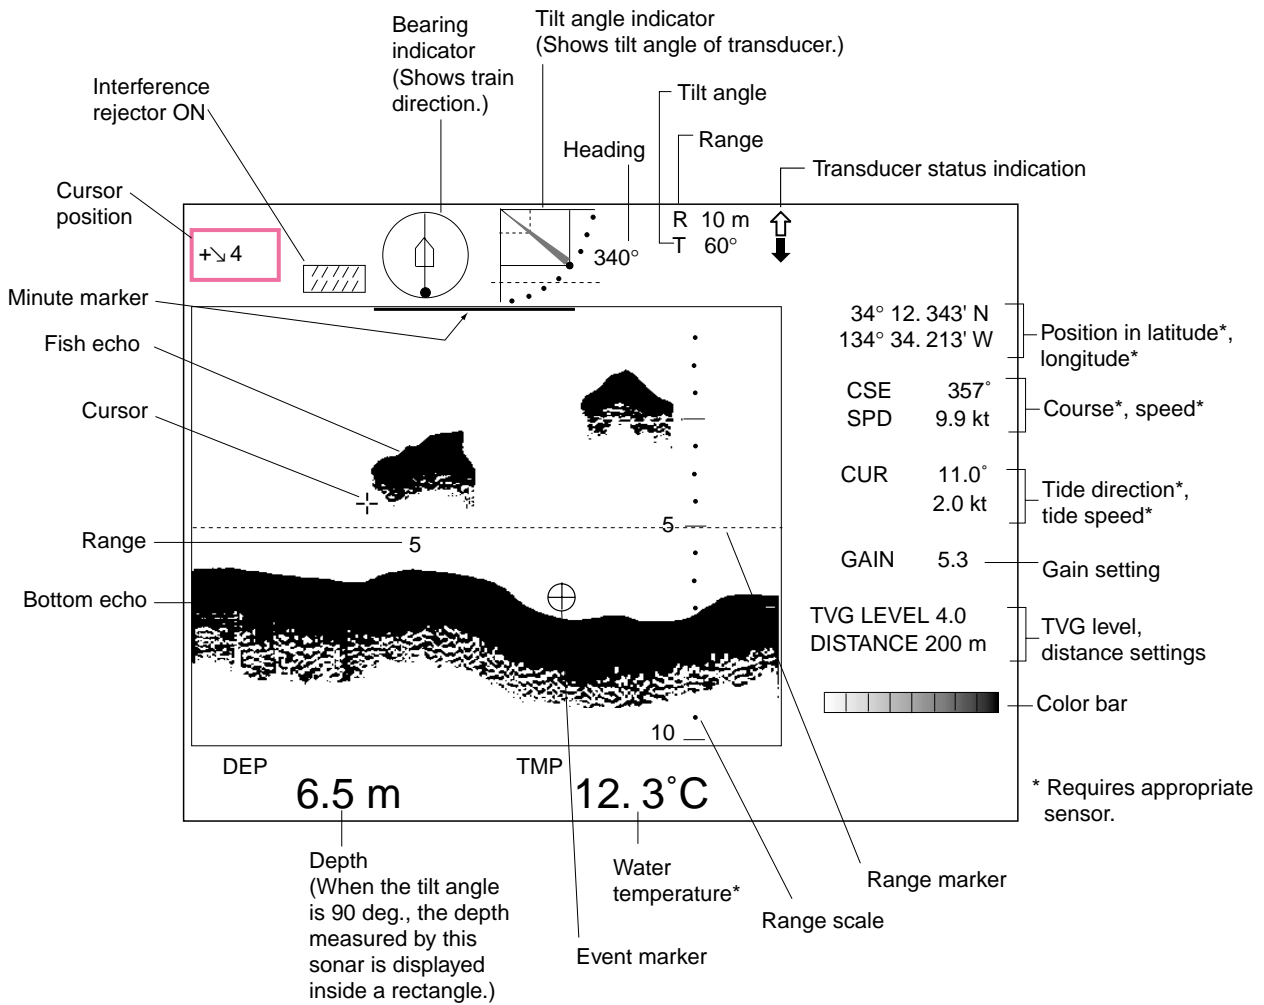 Bearing
indicator
(Shows train
direction.)
Tilt angle indicator
(Shows tilt angle of transducer.)
Interference
rejector ON
Tilt angle
Range
Heading
Transducer status indication
Cursor
position
+↘ 4
340°
R 10 m
T 60°
Minute marker
Fish echo
Cursor
Range
Bottom echo
5
5
10
34° 12. 343' N
134° 34. 213' W
Position in latitude*,
longitude*
CSE 357°
SPD 9.9 kt
Course*, speed*
CUR 11.0°
2.0 kt
Tide direction*,
tide speed*
GAIN 5.3
Gain setting
TVG LEVEL 4.0
DISTANCE 200 m
TVG level,
distance settings
Color bar
DEP
6.5 m
TMP
12. 3°C
* Requires appropriate
sensor.
Depth
(When the tilt angle
is 90 deg., the depth
measured by this
sonar is displayed
inside a rectangle.)
Water
temperature*
Range marker
Range scale
Event marker